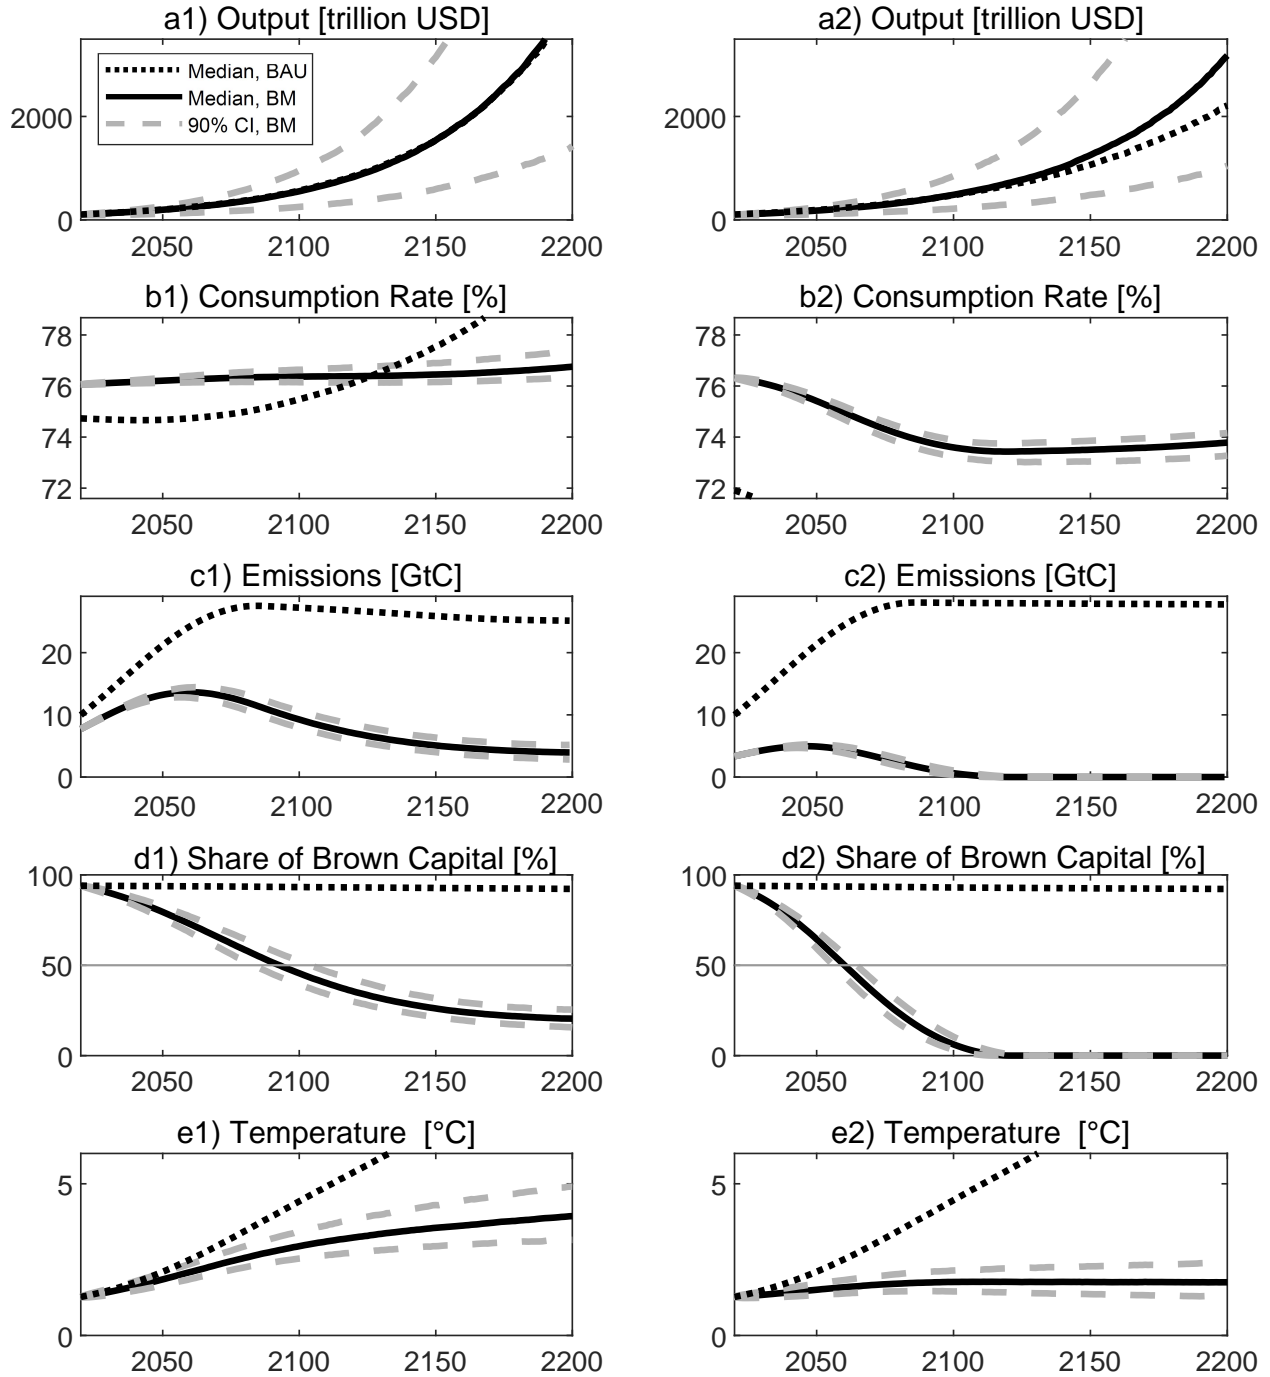 a1) Output [trillion USD]
2000
0
2050 2100 2150 2200
Median, BAU
Median, BM
90% CI, BM
a2) Output [trillion USD]
2000
0
2050 2100 2150 2200
b1) Consumption Rate [%]
78
76
74
72
2050 2100 2150 2200
b2) Consumption Rate [%]
78
76
74
72
2050 2100 2150 2200
c1) Emissions [GtC]
20
10
0
2050 2100 2150 2200
c2) Emissions [GtC]
20
10
0
2050 2100 2150 2200
d1) Share of Brown Capital [%]
100
50
0
2050 2100 2150 2200
d2) Share of Brown Capital [%]
100
50
0
2050 2100 2150 2200
e1) Temperature [°C]
5
0
2050 2100 2150 2200
e2) Temperature [°C]
5
0
2050 2100 2150 2200